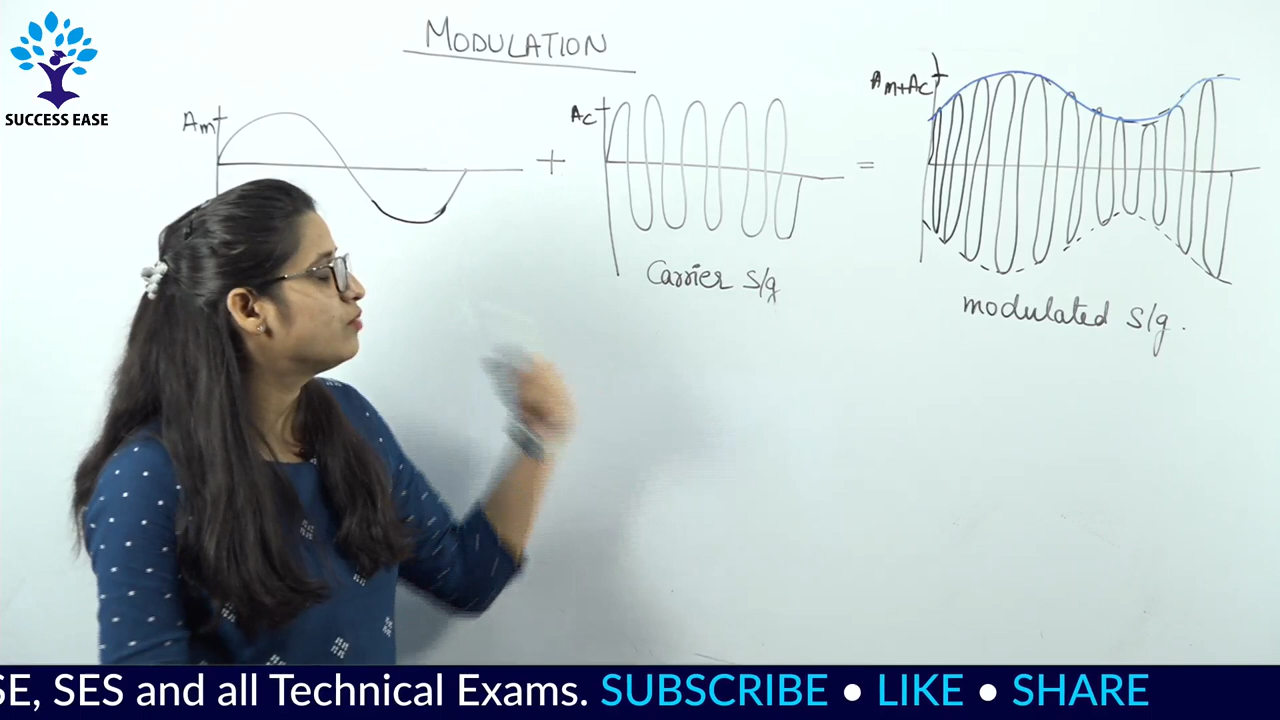 SUCCESS EASE
MODULATION
Am
+
Ac
=
Am+Ac
Carrier S/g
modulated S/g.
SE, SES and all Technical Exams. SUBSCRIBE • LIKE • SHARE